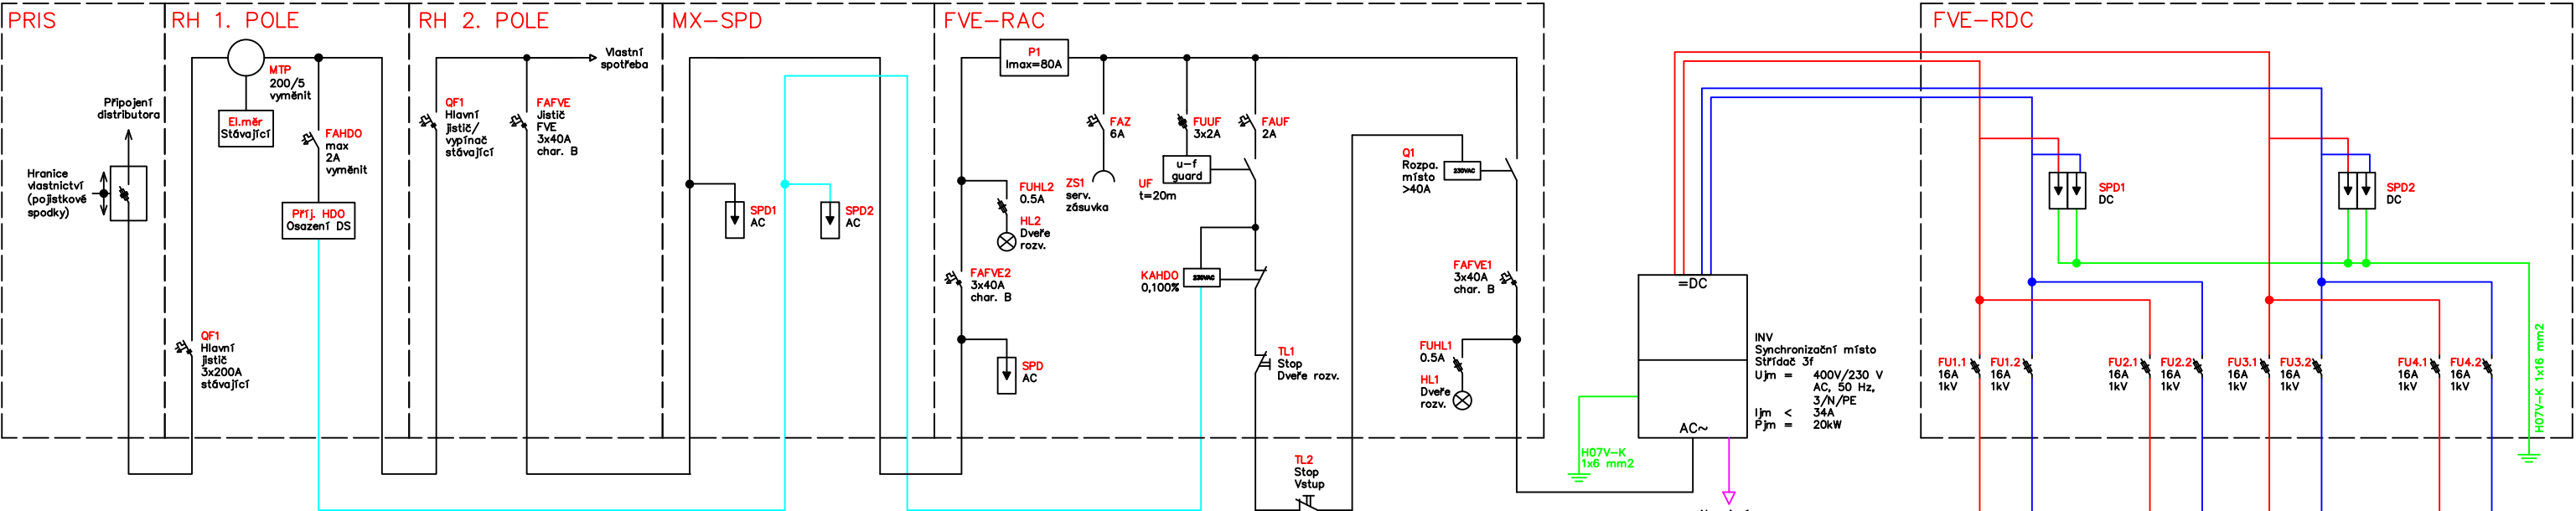 PRIS
Připojení
distributora
Hranice
vlastnictví
(pojistkové
spodky)
RH 1. POLE
MTP
200/5
vyměnit
El.měr
Stávající
FAHDO
max
2A
vyměnit
Příj. HDO
Osazení DS
QF1
Hlavní
jistič
3x200A
stávající
RH 2. POLE
Vlastní
spotřeba
QF1
Hlavní
jistič/
vypínač
stávající
FAFVE
Jistič
FVE
3x40A
char. B
MX-SPD
SPD1
AC
SPD2
AC
FVE-RAC
P1
Imax=80A
FAZ
6A
FUUF
3x2A
FAUF
2A
u-f
guard
UF
t=20m
ZS1
serv.
zásuvka
FUHL2
0.5A
HL2
Dveře
rozv.
KAHDO
0,100%
230VAC
FAFVE2
3x40A
char. B
SPD
AC
TL1
Stop
Dveře rozv.
Q1
Rozpa.
místo
>40A
230VAC
FAFVE1
3x40A
char. B
FUHL1
0.5A
HL1
Dveře
rozv.
TL2
Stop
Vstup
=DC
AC~
INV
Synchronizační místo
Střídač 3f
Ujm = 400V/230 V
AC, 50 Hz,
3/N/PE
Ijm < 34A
Pjm = 20kW
H07V-K
1x6 mm2
FVE-RDC
SPD1
DC
SPD2
DC
FU1.1
16A
1kV
FU1.2
16A
1kV
FU2.1
16A
1kV
FU2.2
16A
1kV
FU3.1
16A
1kV
FU3.2
16A
1kV
FU4.1
16A
1kV
FU4.2
16A
1kV
H07V-K 1x16 mm2